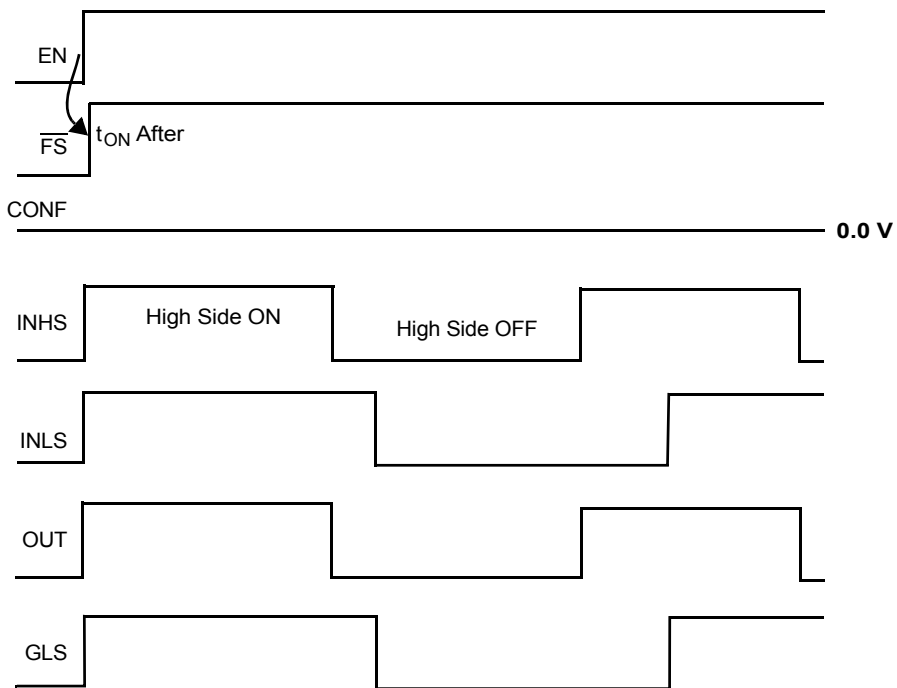 EN
FS
tON After
CONF
0.0 V
INHS
High Side ON
High Side OFF
INLS
OUT
GLS